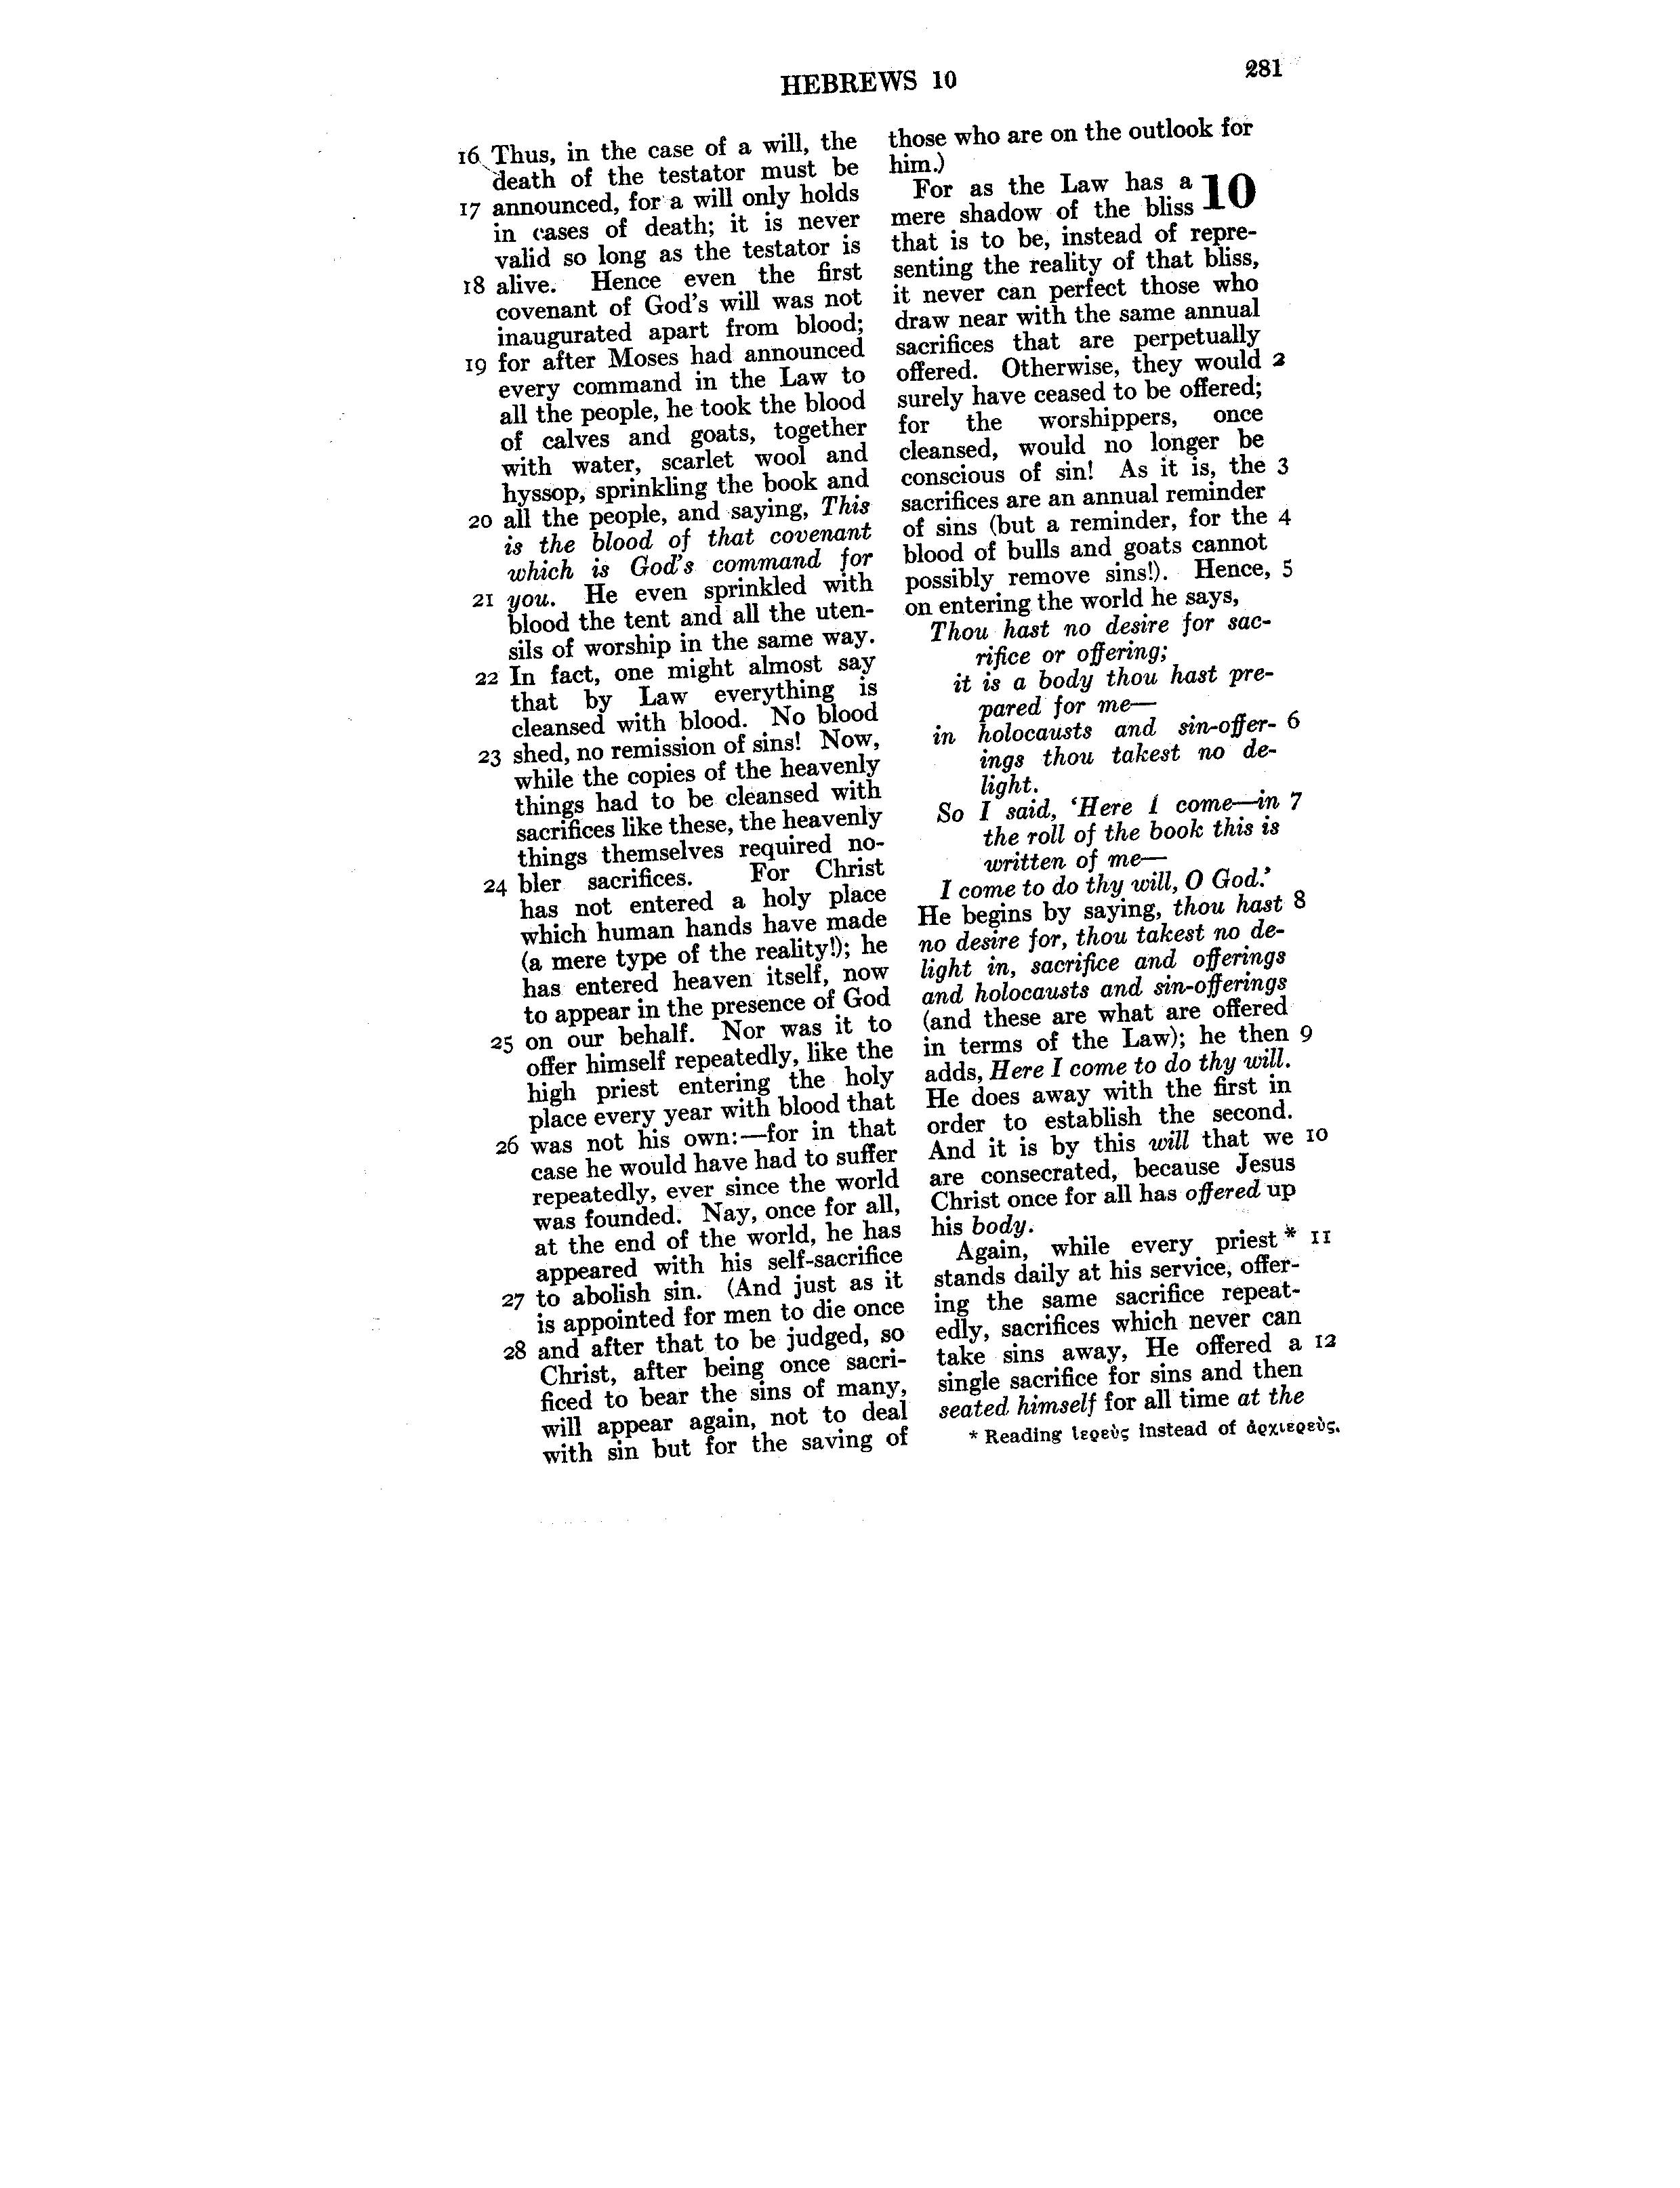 HEBREWS 10
281
16 Thus, in the case of a will, the
death of the testator must be
17 announced, for a will only holds
in cases of death; it is never
valid so long as the testator is
18 alive. Hence even the first
covenant of God's will was not
inaugurated apart from blood;
19 for after Moses had announced
every command in the Law to
all the people, he took the blood
of calves and goats, together
with water, scarlet wool and
hyssop, sprinkling the book and
20 all the people, and saying, This
is the blood of that covenant
which is God's command for
21 you. He even sprinkled with
blood the tent and all the uten-
sils of worship in the same way.
22 In fact, one might almost say
that by Law everything is
cleansed with blood. No blood
23 shed, no remission of sins! Now,
while the copies of the heavenly
things had to be cleansed with
sacrifices like these, the heavenly
things themselves required no-
24 bler sacrifices. For Christ
has not entered a holy place
which human hands have made
(a mere type of the reality!); he
has entered heaven itself, now
to appear in the presence of God
25 on our behalf. Nor was it to
offer himself repeatedly, like the
high priest entering the holy
place every year with blood that
26 was not his own:—for in that
case he would have had to suffer
repeatedly, ever since the world
was founded. Nay, once for all,
at the end of the world, he has
appeared with his self-sacrifice
27 to abolish sin. (And just as it
is appointed for men to die once
28 and after that to be judged, so
Christ, after being once sacri-
ficed to bear the sins of many,
will appear again, not to deal
with sin but for the saving of
those who are on the outlook for
him.)
For as the Law has a 10
mere shadow of the bliss
that is to be, instead of repre-
senting the reality of that bliss,
it never can perfect those who
draw near with the same annual
sacrifices that are perpetually
offered. Otherwise, they would 2
surely have ceased to be offered;
for the worshippers, once
cleansed, would no longer be
conscious of sin! As it is, the 3
sacrifices are an annual reminder
of sins (but a reminder, for the 4
blood of bulls and goats cannot
possibly remove sins!). Hence, 5
on entering the world he says,
Thou hast no desire for sac-
rifice or offering;
it is a body thou hast pre-
pared for me—
in holocausts and sin-offer- 6
ings thou takest no de-
light.
So I said, 'Here I come—in 7
the roll of the book this is
written of me—
I come to do thy will, O God.'
He begins by saying, thou hast 8
no desire for, thou takest no de-
light in, sacrifice and offerings
and holocausts and sin-offerings
(and these are what are offered
in terms of the Law); he then 9
adds, Here I come to do thy will.
He does away with the first in
order to establish the second.
And it is by this will that we 10
are consecrated, because Jesus
Christ once for all has offered up
his body.
Again, while every priest * 11
stands daily at his service, offer-
ing the same sacrifice repeat-
edly, sacrifices which never can
take sins away, He offered a 12
single sacrifice for sins and then
seated himself for all time at the
* Reading ἱερεὺς instead of ἀρχιερεὺς.